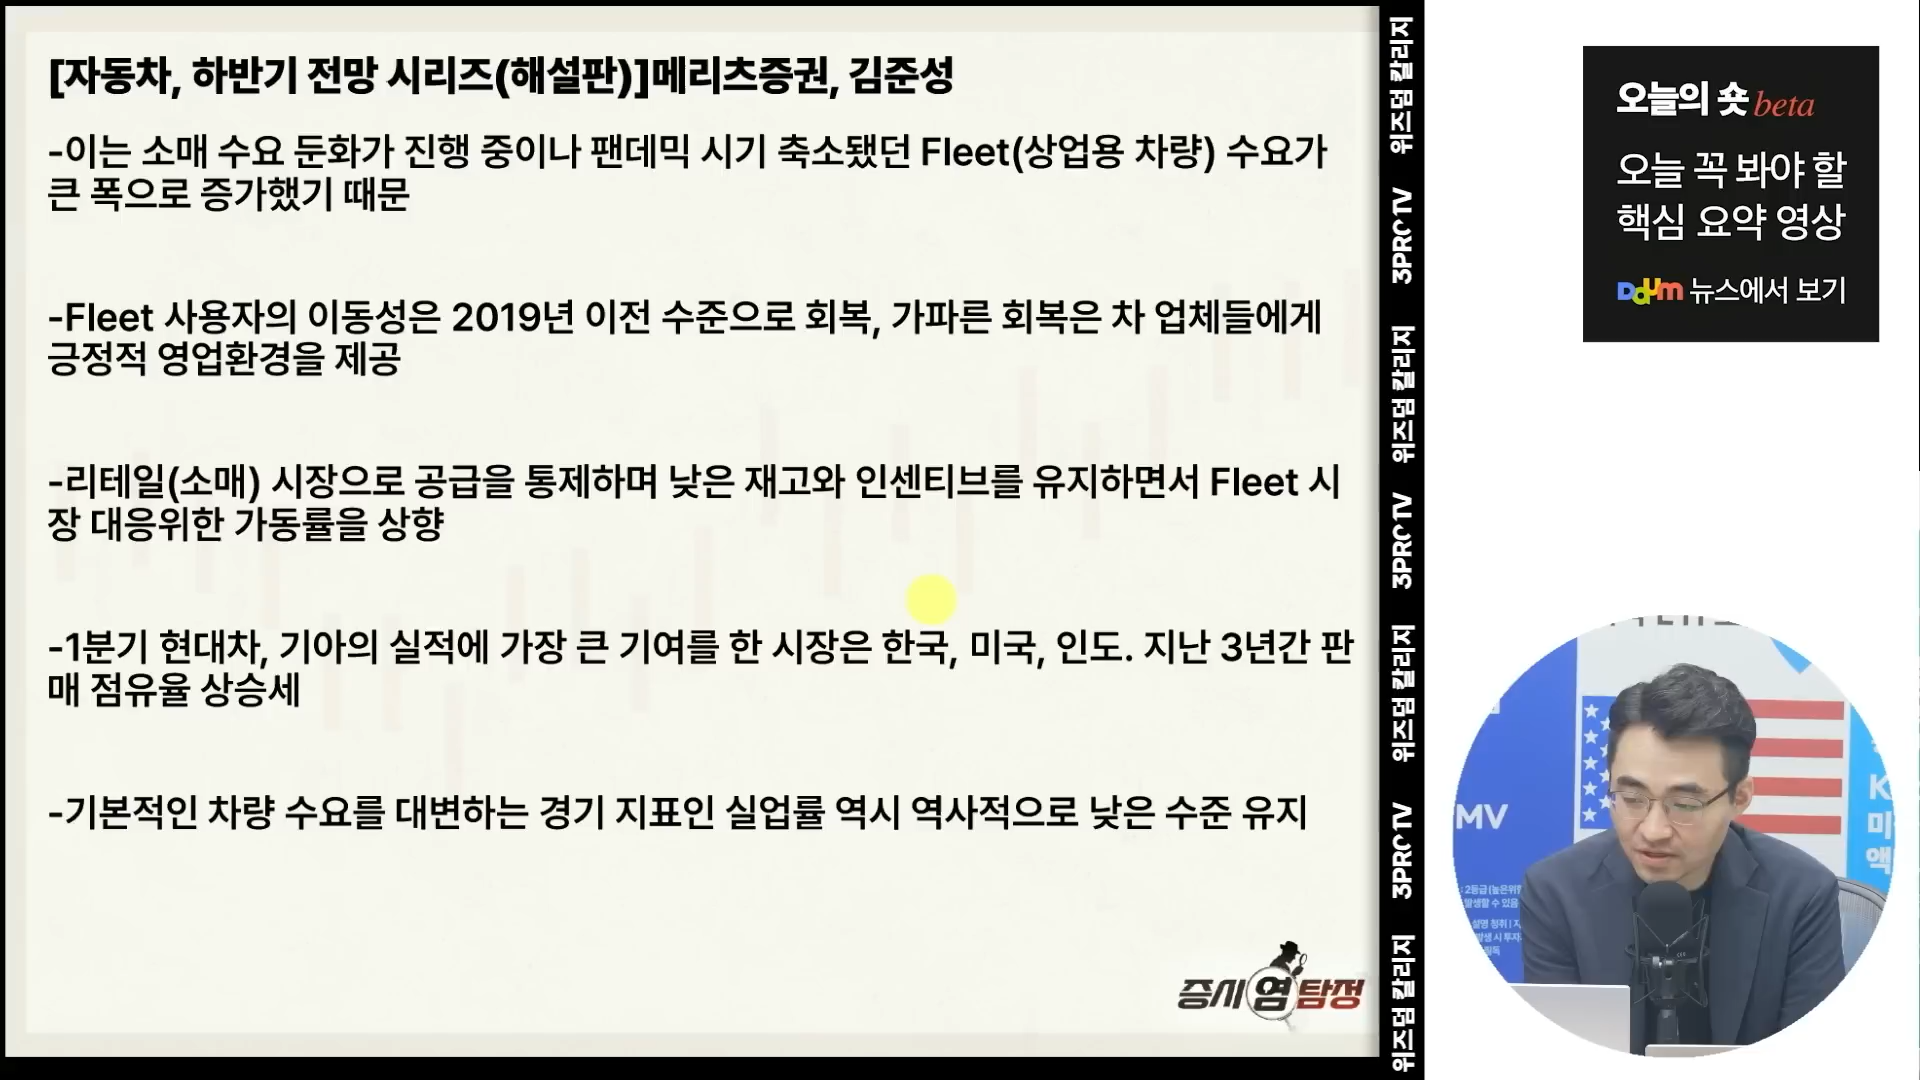 [자동차, 하반기 전망 시리즈(해설판)]메리츠증권, 김준성
-이는 소매 수요 둔화가 진행 중이나 팬데믹 시기 축소됐던 Fleet(상업용 차량) 수요가
큰 폭으로 증가했기 때문
-Fleet 사용자의 이동성은 2019년 이전 수준으로 회복, 가파른 회복은 차 업체들에게
긍정적 영업환경을 제공
-리테일(소매) 시장으로 공급을 통제하며 낮은 재고와 인센티브를 유지하면서 Fleet 시
장 대응위한 가동률을 상향
-1분기 현대차, 기아의 실적에 가장 큰 기여를 한 시장은 한국, 미국, 인도. 지난 3년간 판
매 점유율 상승세
-기본적인 차량 수요를 대변하는 경기 지표인 실업률 역시 역사적으로 낮은 수준 유지
증시 염 탐정
위즈덤 칼리지
3PROTV
위즈덤 칼리지
3PROTV
위즈덤 칼리지
3PROTV
위즈덤 칼리지
오늘의 숏 beta
오늘 꼭 봐야 할
핵심 요약 영상
Daum 뉴스에서 보기
MV
K
미
액